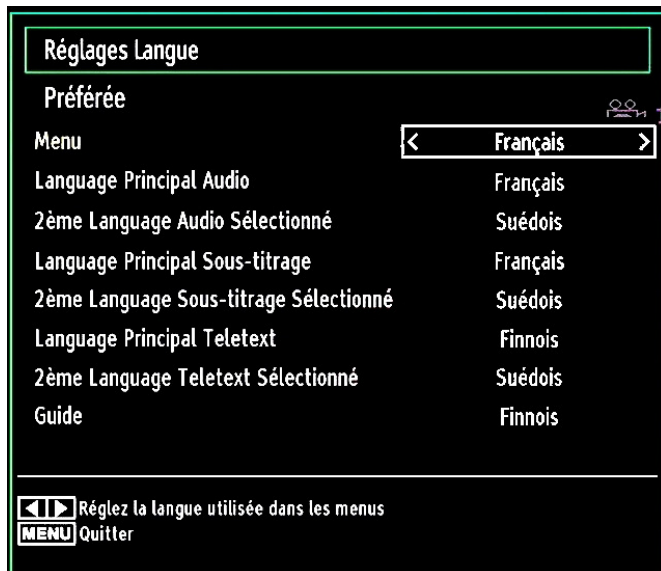 Réglages Langue
Préférée
Menu < Français >
Language Principal Audio Français
2ème Language Audio Sélectionné Suédois
Language Principal Sous-titrage Français
2ème Language Sous-titrage Sélectionné Suédois
Language Principal Teletext Finnois
2ème Language Teletext Sélectionné Suédois
Guide Finnois
Réglez la langue utilisée dans les menus
MENU Quitter